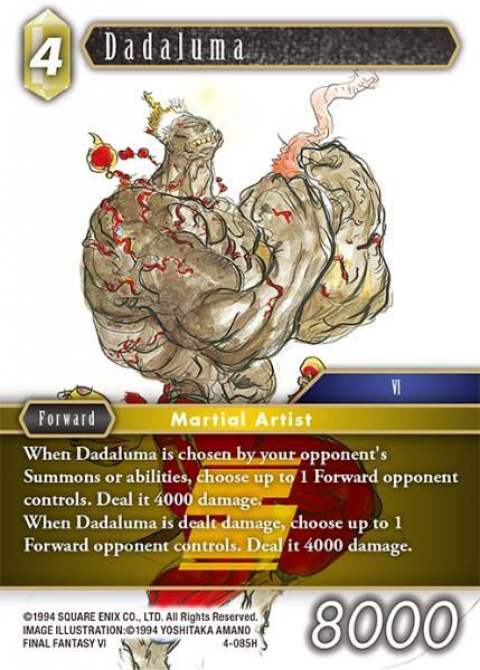 4
Dadaluma
VI
Forward
Martial Artist
When Dadaluma is chosen by your opponent's
Summons or abilities, choose up to 1 Forward opponent
controls. Deal it 4000 damage.
When Dadaluma is dealt damage, choose up to 1
Forward opponent controls. Deal it 4000 damage.
©1994 SQUARE ENIX CO., LTD. All Rights Reserved.
IMAGE ILLUSTRATION:©1994 YOSHITAKA AMANO
FINAL FANTASY VI 4-085H
8000